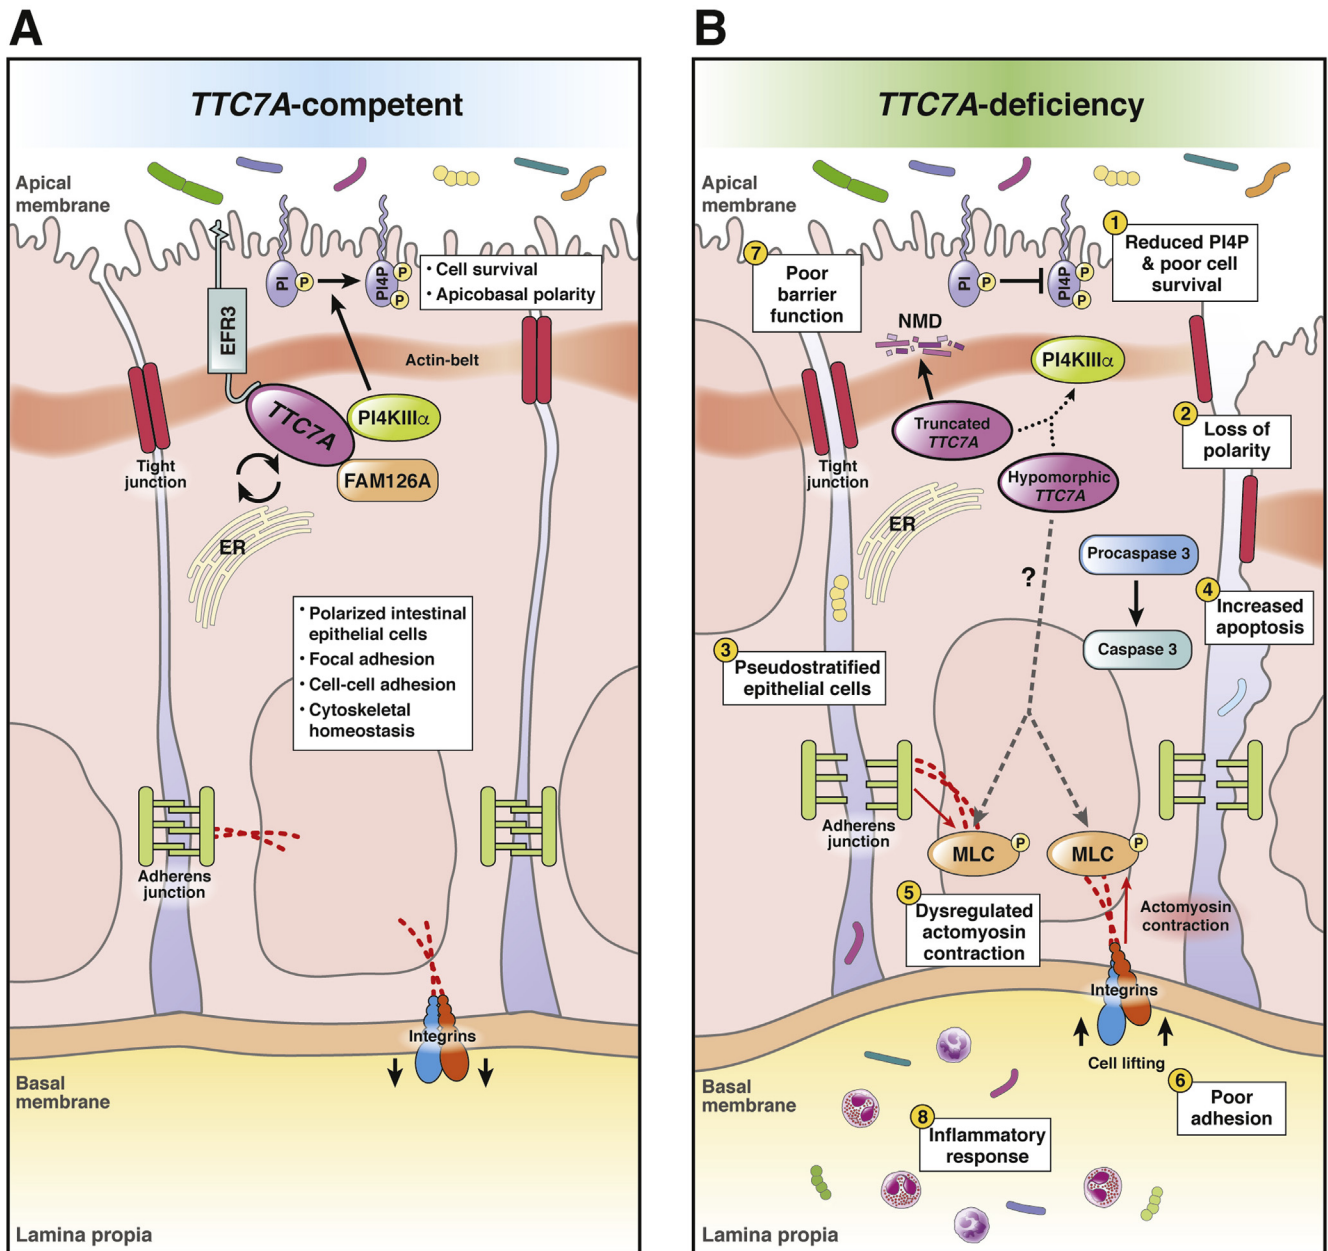 A
TTC7A-competent
Apical
membrane
PI
P
PI4P
P
P
• Cell survival
• Apicobasal polarity
EFR3
Actin-belt
TTC7A
PI4KIIIα
FAM126A
Tight
junction
ER
• Polarized intestinal
epithelial cells
• Focal adhesion
• Cell-cell adhesion
• Cytoskeletal
homeostasis
Adherens
junction
Integrins
Basal
membrane
Lamina propia
B
TTC7A-deficiency
Apical
membrane
1
Reduced PI4P
& poor cell
survival
7
Poor
barrier
function
PI
P
PI4P
P
P
NMD
PI4KIIIα
Truncated
TTC7A
2
Loss of
polarity
Tight
junction
Hypomorphic
TTC7A
ER
Procaspase 3
?
4
Increased
apoptosis
Caspase 3
3
Pseudostratified
epithelial cells
Adherens
junction
MLC
P
MLC
P
5
Dysregulated
actomyosin
contraction
Actomyosin
contraction
Integrins
Cell lifting
6
Poor
adhesion
Basal
membrane
8
Inflammatory
response
Lamina propia